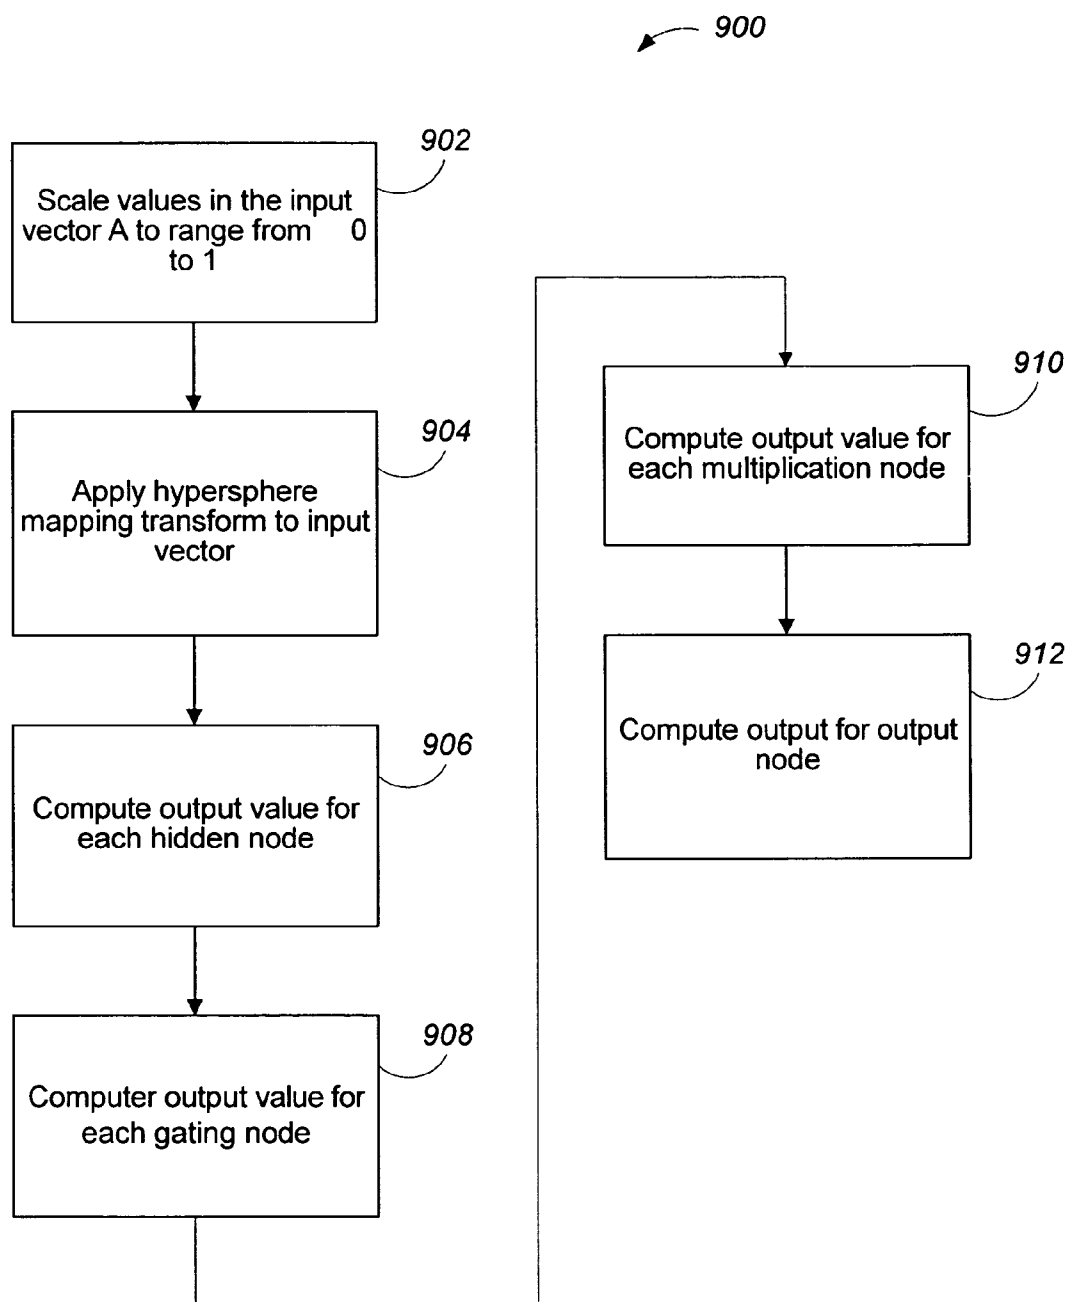 900
902
Scale values in the input
vector A to range from 0
to 1
904
Apply hypersphere
mapping transform to input
vector
906
Compute output value for
each hidden node
908
Computer output value for
each gating node
910
Compute output value for
each multiplication node
912
Compute output for output
node